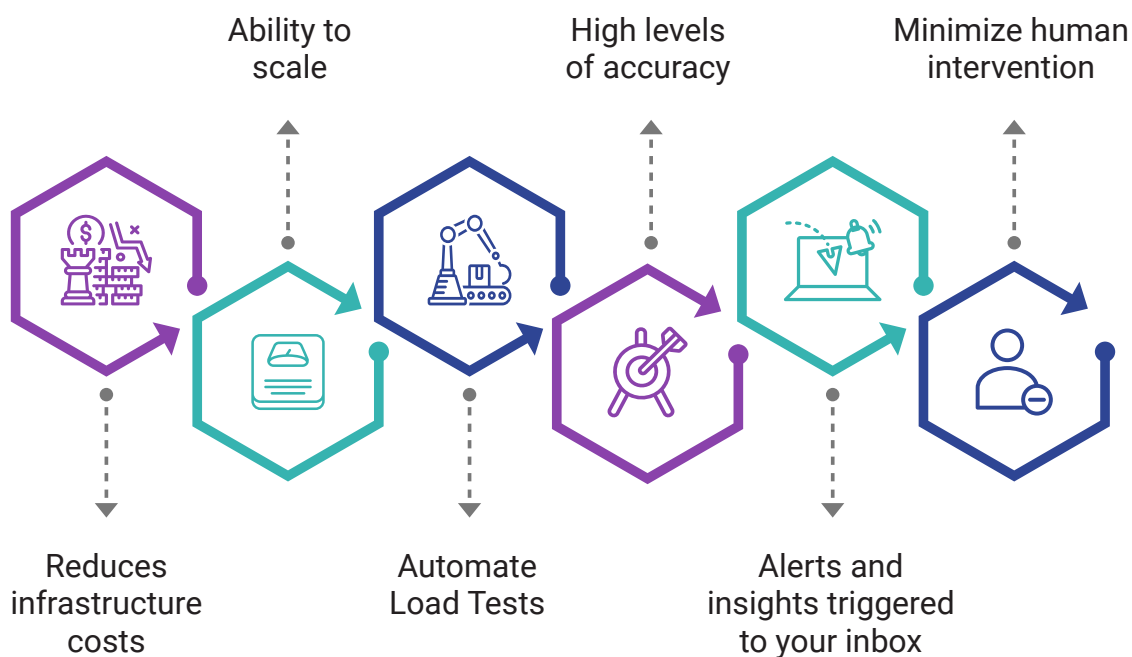 Ability to
scale
High levels
of accuracy
Minimize human
intervention
$
Reduces
infrastructure
costs
Automate
Load Tests
Alerts and
insights triggered
to your inbox